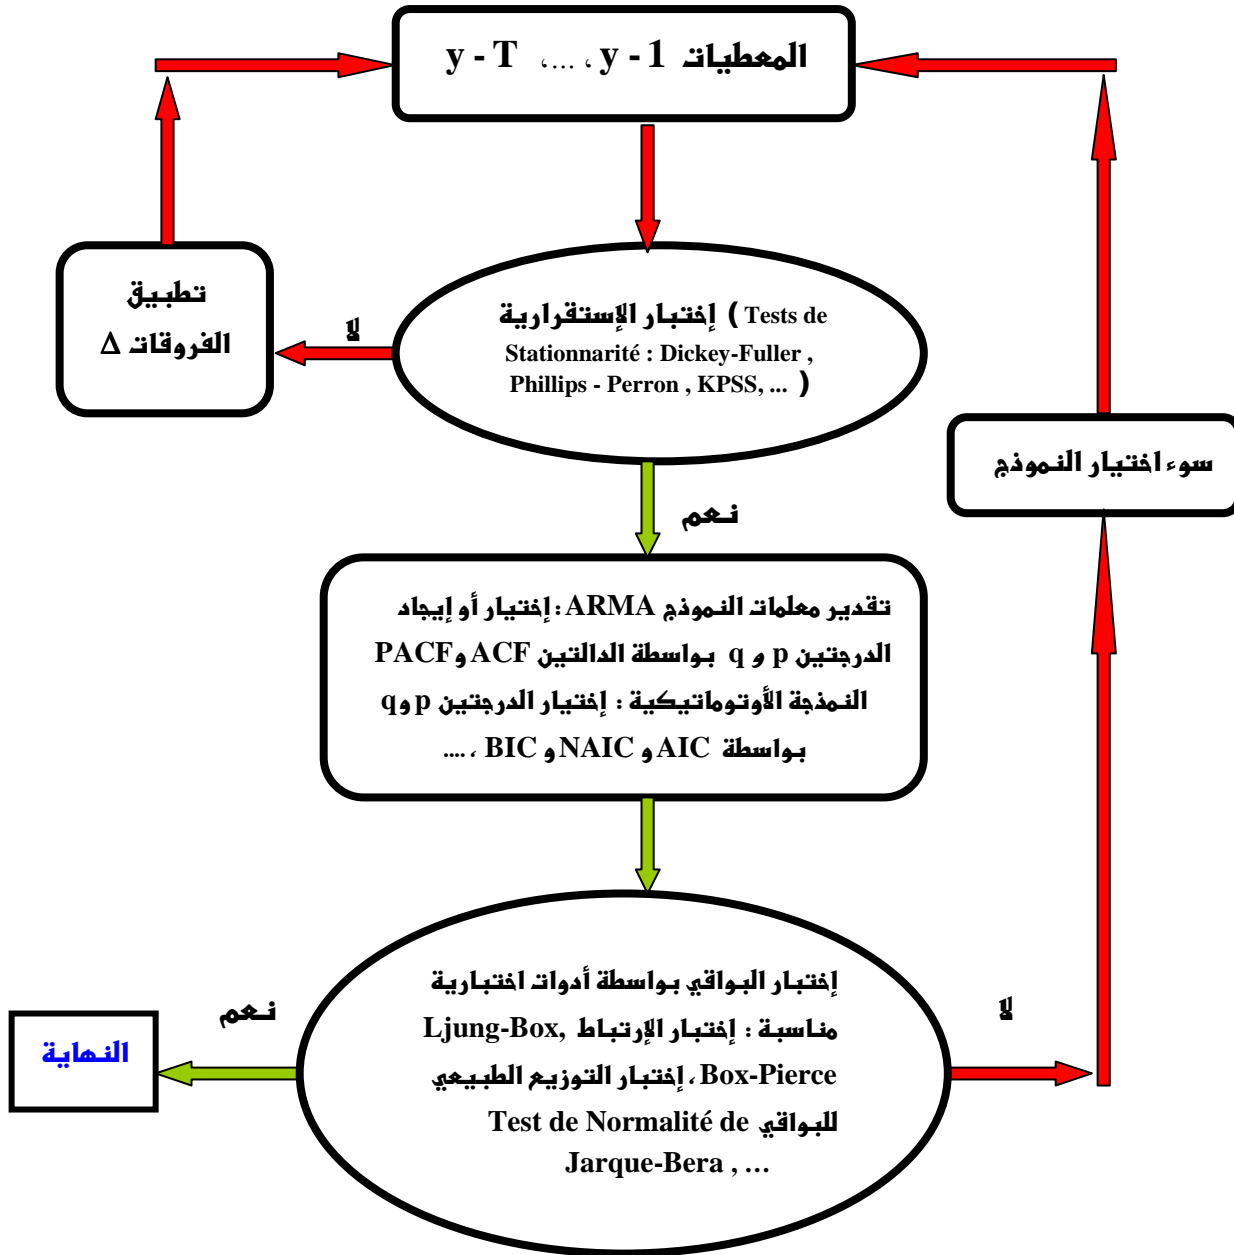 المعطيات y - 1 ، ... ، y - T
إختبار الإستقرارية ( Tests de
Stationnarité : Dickey-Fuller ,
Phillips - Perron , KPSS, ... )
لا
تطبيق
الفروقات Δ
نعم
سوء اختيار النموذج
تقدير معلمات النموذج ARMA : إختيار أو إيجاد
الدرجتين p و q بواسطة الدالتين ACF و PACF
النمذجة الأوتوماتيكية : إختيار الدرجتين p و q
بواسطة AIC و NAIC و BIC ، ....
إختبار البواقي بواسطة أدوات اختبارية
مناسبة : إختبار الإرتباط Ljung-Box,
Box-Pierce ، إختبار التوزيع الطبيعي
للبواقي Test de Normalité de
Jarque-Bera , ...
لا
نعم
النهاية